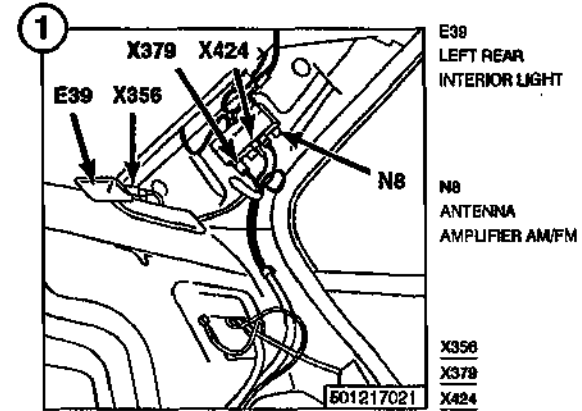 1
X379 X424
E39 X356
N8
501217021
E39
LEFT REAR
INTERIOR LIGHT
N8
ANTENNA
AMPLIFIER AM/FM
X356
X379
X424